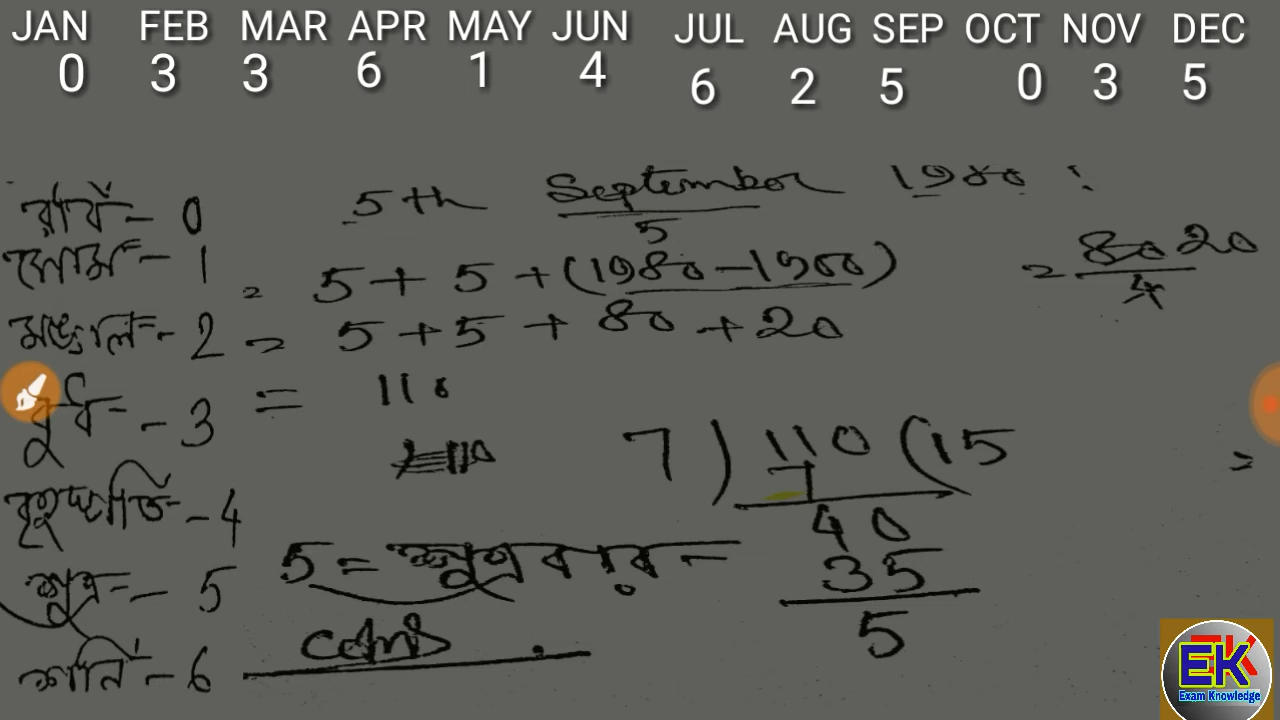 JAN FEB MAR APR MAY JUN JUL AUG SEP OCT NOV DEC
0 3 3 6 1 4 6 2 5 0 3 5
রবি - 0
5th September 1980 :
5
সোম - 1
= 5 + 5 + (1980 - 1900)
= 80 20
4
মঙ্গল - 2
= 5 + 5 + 80 + 20
বুধ - 3
= 110
7 ) 110 ( 15
7
=
বৃহস্পতি - 4
40
5 = শুক্রবার -
35
শুক্র - 5
5
Ans .
শনি - 6
EK
Exam Knowledge